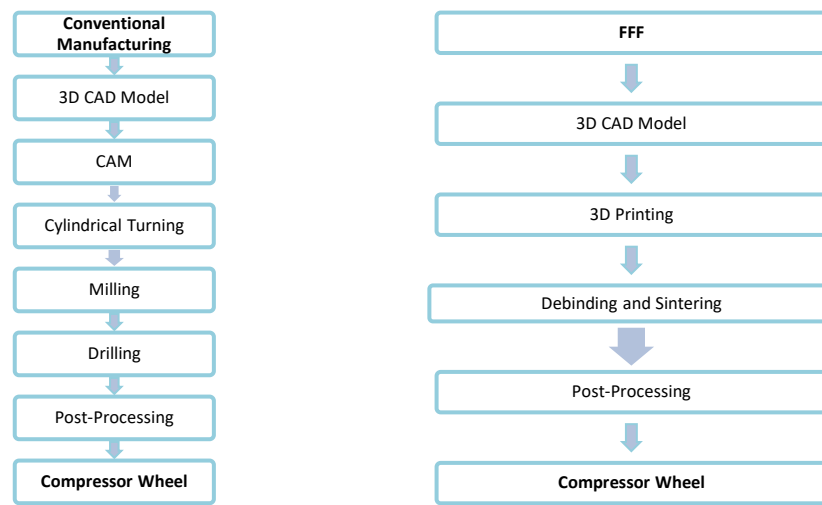 Conventional
Manufacturing
3D CAD Model
CAM
Cylindrical Turning
Milling
Drilling
Post-Processing
Compressor Wheel
FFF
3D CAD Model
3D Printing
Debinding and Sintering
Post-Processing
Compressor Wheel